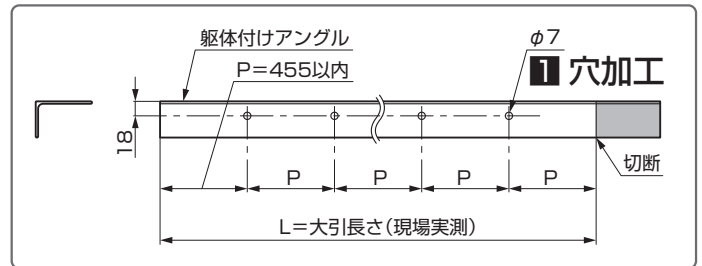 躯体付けアングル
φ7
P=455以内
1 穴加工
18
切断
P P P P
L=大引長さ(現場実測)